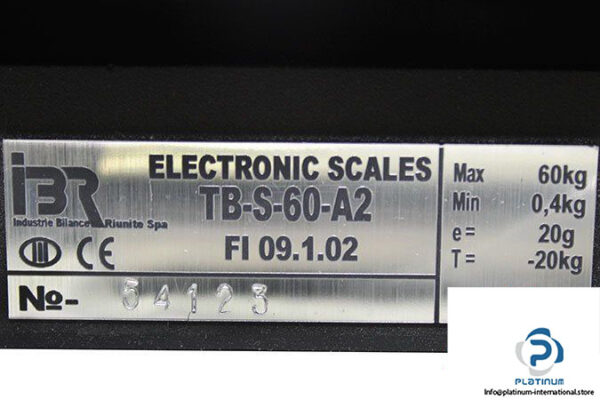 iBR
Industrie Bilance Riunite Spa
ELECTRONIC SCALES
TB-S-60-A2
FI 09.1.02
III CE
№- 54123
Max 60kg
Min 0,4kg
e= 20g
T= -20kg
PLATINUM
Info@platinum-international.store